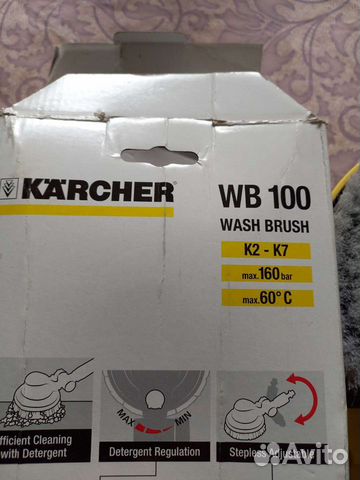 KÄRCHER
WB 100
WASH BRUSH
K2 - K7
max.160 bar
max.60° C
MAX MIN
fficient Cleaning
with Detergent
Detergent Regulation
Stepless Adjustable
Avito